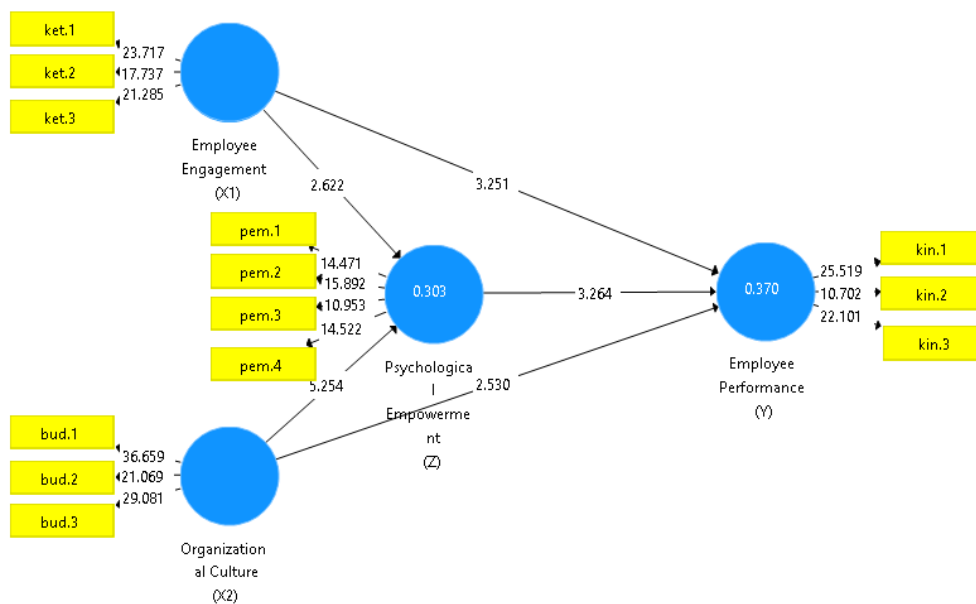 ket.1
23.717
ket.2
17.737
21.285
ket.3
Employee
Engagement
(X1)
2.622
3.251
pem.1
14.471
pem.2
15.892
pem.3
10.953
14.522
pem.4
0.303
3.264
0.370
kin.1
25.519
10.702
kin.2
22.101
kin.3
5.254
Psychologica
l
Empowerme
nt
(Z)
2.530
Employee
Performance
(Y)
bud.1
36.659
bud.2
21.069
29.081
bud.3
Organization
al Culture
(X2)